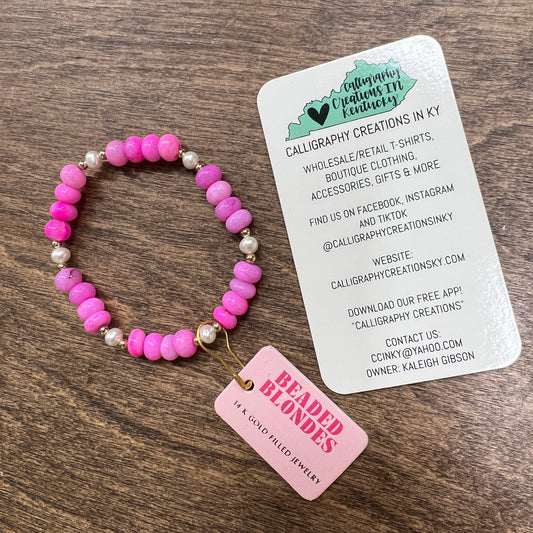 Calligraphy
Creations In
Kentucky
CALLIGRAPHY CREATIONS IN KY
WHOLESALE/RETAIL T-SHIRTS,
BOUTIQUE CLOTHING,
ACCESSORIES, GIFTS & MORE
FIND US ON FACEBOOK, INSTAGRAM
AND TIKTOK
@CALLIGRAPHYCREATIONSINKY
WEBSITE:
CALLIGRAPHYCREATIONSKY.COM
DOWNLOAD OUR FREE APP!
"CALLIGRAPHY CREATIONS"
CONTACT US:
CCINKY@YAHOO.COM
OWNER: KALEIGH GIBSON
BEADED
BLONDES
14 K GOLD FILLED JEWELRY